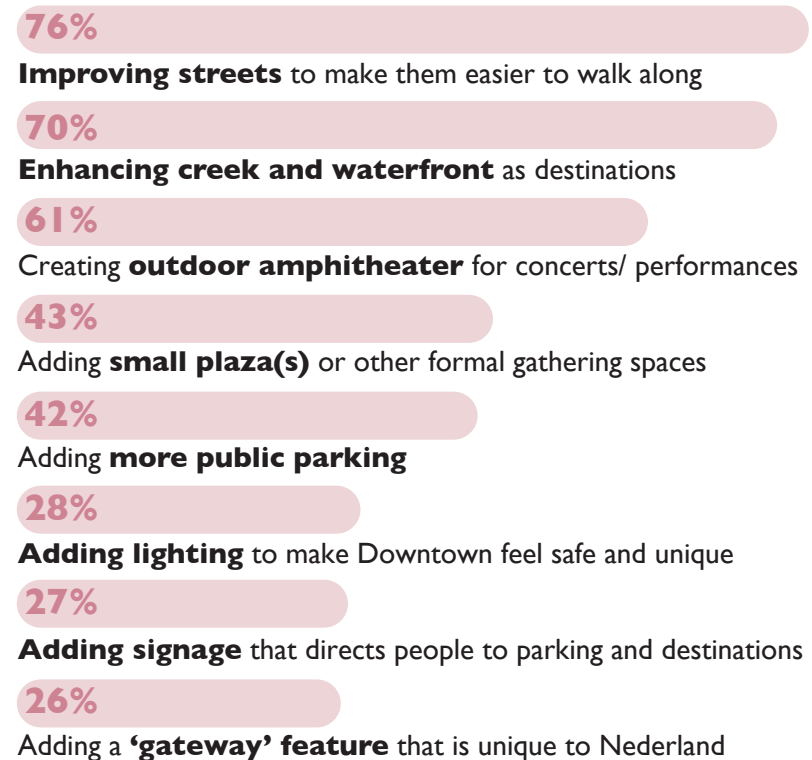 76%
Improving streets to make them easier to walk along
70%
Enhancing creek and waterfront as destinations
61%
Creating outdoor amphitheater for concerts/ performances
43%
Adding small plaza(s) or other formal gathering spaces
42%
Adding more public parking
28%
Adding lighting to make Downtown feel safe and unique
27%
Adding signage that directs people to parking and destinations
26%
Adding a ‘gateway’ feature that is unique to Nederland